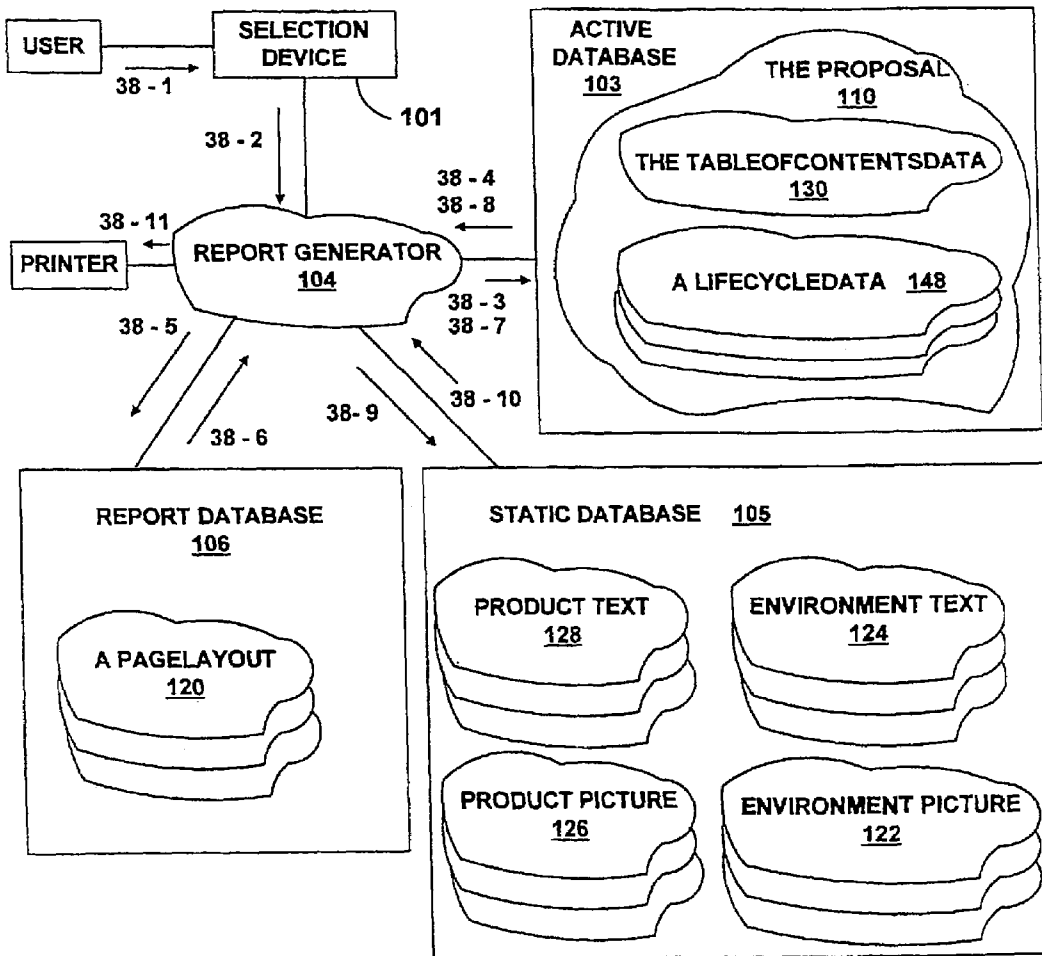 USER
SELECTION
DEVICE
38 - 1
101
38 - 2
ACTIVE
DATABASE
103
THE PROPOSAL
110
THE TABLEOFCONTENTSDATA
130
A LIFECYCLEDATA 148
38 - 4
38 - 8
38 - 11
PRINTER
REPORT GENERATOR
104
38 - 3
38 - 7
38 - 5
38 - 6
38- 9
38 - 10
REPORT DATABASE
106
A PAGELAYOUT
120
STATIC DATABASE 105
PRODUCT TEXT
128
ENVIRONMENT TEXT
124
PRODUCT PICTURE
126
ENVIRONMENT PICTURE
122